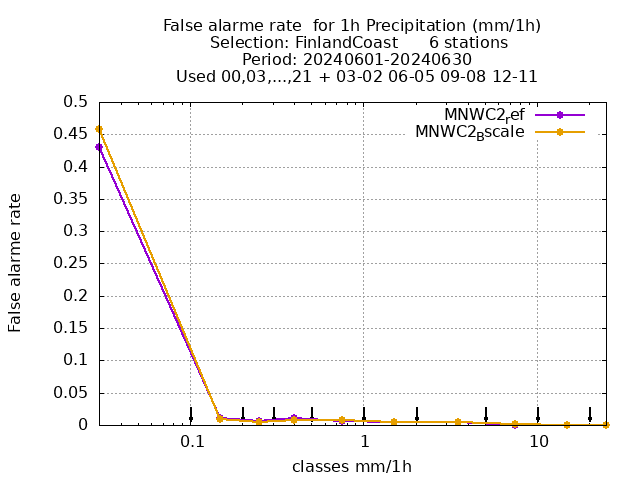 False alarme rate  for 1h Precipitation (mm/1h)
Selection: FinlandCoast      6 stations
Period: 20240601-20240630
Used 00,03,...,21 + 03-02 06-05 09-08 12-11
MNWC2ref
MNWC2Bscale
0.5
0.45
0.4
0.35
0.3
0.25
0.2
0.15
0.1
0.05
0
False alarme rate
0.1 1 10
classes mm/1h